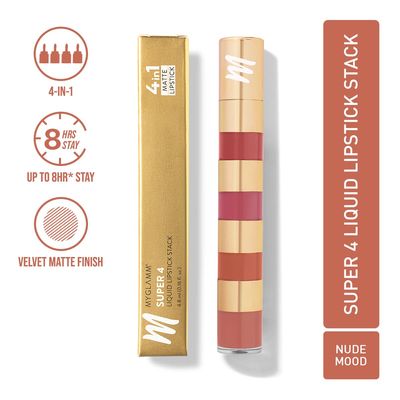 4-IN-1
8
HRS
STAY
UP TO 8HR* STAY
VELVET MATTE FINISH
4-in-1
MATTE
LIPSTICK
M
MYGLAMM
SUPER 4
LIQUID LIPSTICK STACK
M
SUPER 4 LIQUID LIPSTICK STACK
NUDE
MOOD